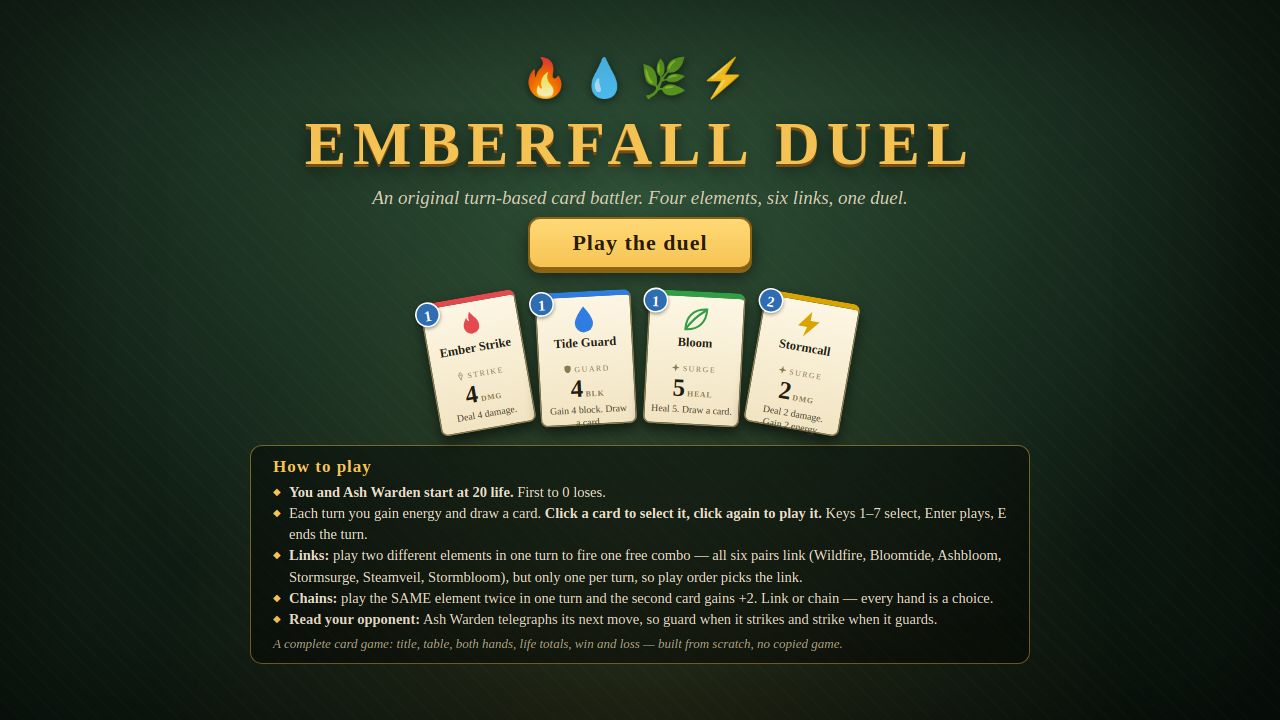 EMBERFALL DUEL
An original turn-based card battler. Four elements, six links, one duel.
Play the duel
1
Ember Strike
STRIKE
4 DMG
Deal 4 damage.
1
Tide Guard
GUARD
4 BLK
Gain 4 block. Draw
a card.
1
Bloom
SURGE
5 HEAL
Heal 5. Draw a card.
2
Stormcall
SURGE
2 DMG
Deal 2 damage.
Gain 2 energy.
How to play
◆ You and Ash Warden start at 20 life. First to 0 loses.
◆ Each turn you gain energy and draw a card. Click a card to select it, click again to play it. Keys 1–7 select, Enter plays, E
ends the turn.
◆ Links: play two different elements in one turn to fire one free combo — all six pairs link (Wildfire, Bloomtide, Ashbloom,
Stormsurge, Steamveil, Stormbloom), but only one per turn, so play order picks the link.
◆ Chains: play the SAME element twice in one turn and the second card gains +2. Link or chain — every hand is a choice.
◆ Read your opponent: Ash Warden telegraphs its next move, so guard when it strikes and strike when it guards.
A complete card game: title, table, both hands, life totals, win and loss — built from scratch, no copied game.